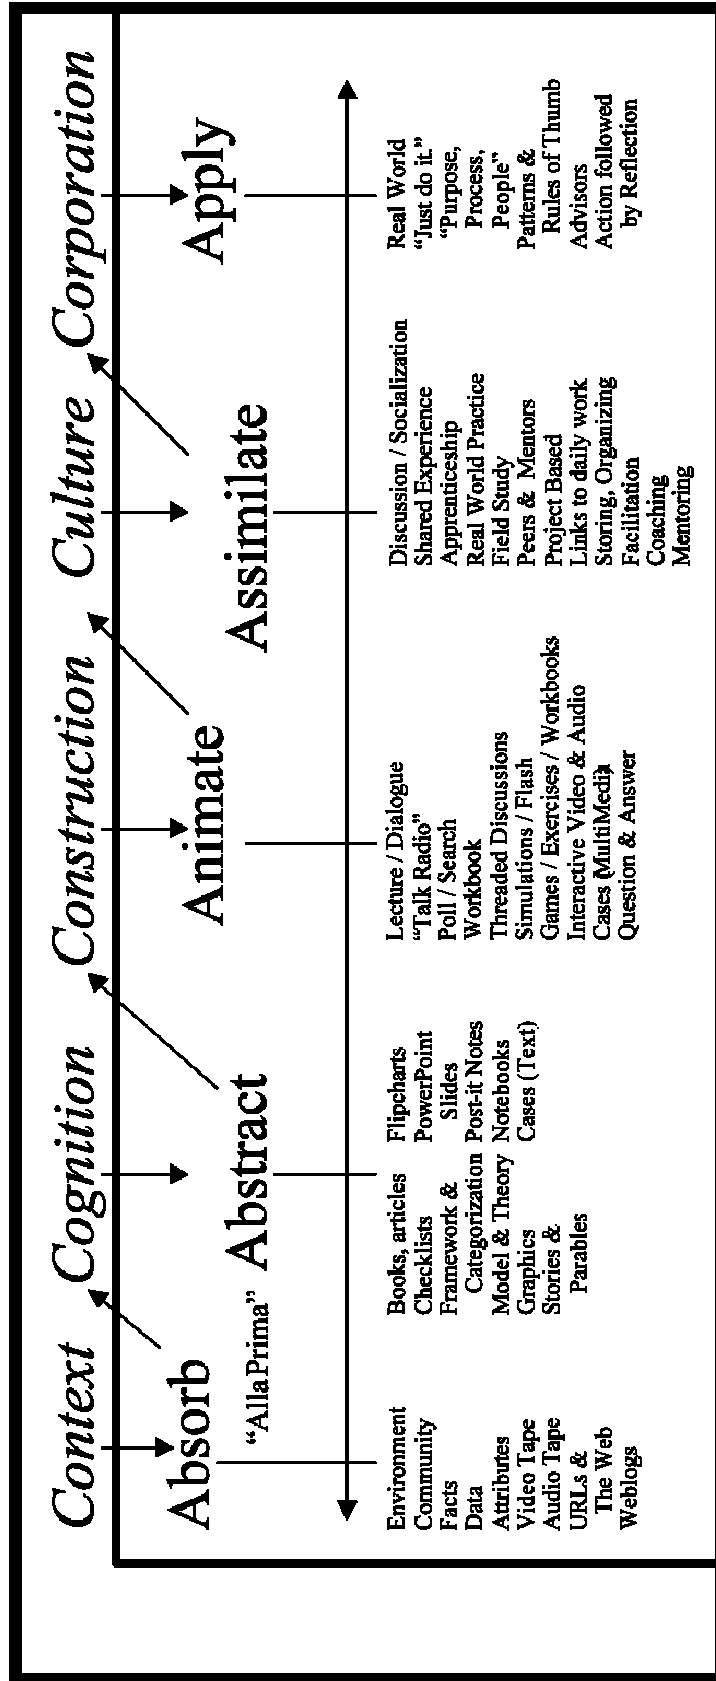 Context
Cognition
Construction
Culture
Corporation
Absorb
“AllaPrima”
Abstract
Animate
Assimilate
Apply
Environment
Community
Facts
Data
Attributes
Video Tape
Audio Tape
URLs &
The Web
Weblogs
Books, articles
Checklists
Framework &
Categorization
Model & Theory
Graphics
Stories &
Parables
Flipcharts
PowerPoint
Slides
Post-it Notes
Notebooks
Cases (Text)
Lecture / Dialogue
“Talk Radio”
Poll / Search
Workbook
Threaded Discussions
Simulations / Flash
Games / Exercises / Workbooks
Interactive Video & Audio
Cases (MultiMedia)
Question & Answer
Discussion / Socialization
Shared Experience
Apprenticeship
Real World Practice
Field Study
Peers & Mentors
Project Based
Links to daily work
Storing, Organizing
Facilitation
Coaching
Mentoring
Real World
“Just do it.”
“Purpose,
Process,
People”
Patterns &
Rules of Thumb
Advisors
Action followed
by Reflection